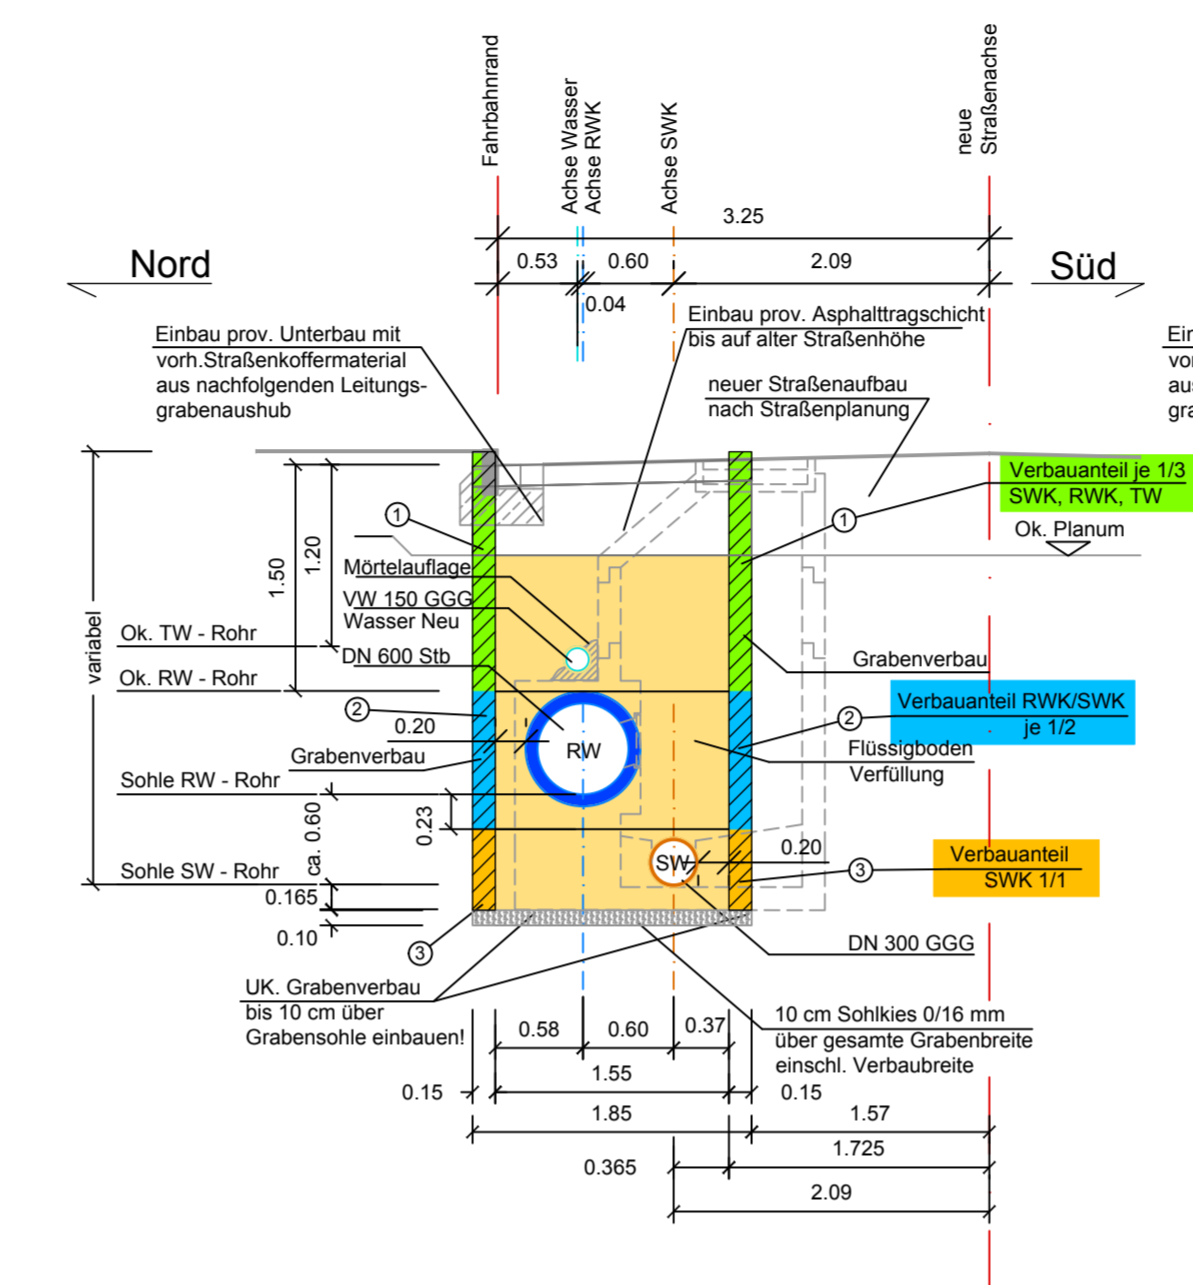 Fahrbahnrand
Achse Wasser
Achse RWK
Achse SWK
neue
Straßenachse
3.25
Nord
0.53
0.60
2.09
Süd
0.04
Einbau prov. Unterbau mit
vorh.Straßenkoffermaterial
aus nachfolgenden Leitungs-
grabenaushub
Einbau prov. Asphalttragschicht
bis auf alter Straßenhöhe
neuer Straßenaufbau
nach Straßenplanung
Ein
vor
aus
gra
Verbauanteil je 1/3
SWK, RWK, TW
1
1
Ok. Planum
1.20
1.50
variabel
Mörtelauflage
VW 150 GGG
Wasser Neu
Ok. TW - Rohr
DN 600 Stb
Grabenverbau
Ok. RW - Rohr
2
0.20
RW
2
Verbauanteil RWK/SWK
je 1/2
Grabenverbau
Flüssigboden
Verfüllung
Sohle RW - Rohr
ca. 0.60
0.23
SW
0.20
3
Verbauanteil
SWK 1/1
Sohle SW - Rohr
0.165
0.10
3
DN 300 GGG
UK. Grabenverbau
bis 10 cm über
Grabensohle einbauen!
10 cm Sohlkies 0/16 mm
über gesamte Grabenbreite
einschl. Verbaubreite
0.58
0.60
0.37
1.55
0.15
0.15
1.85
1.57
0.365
1.725
2.09